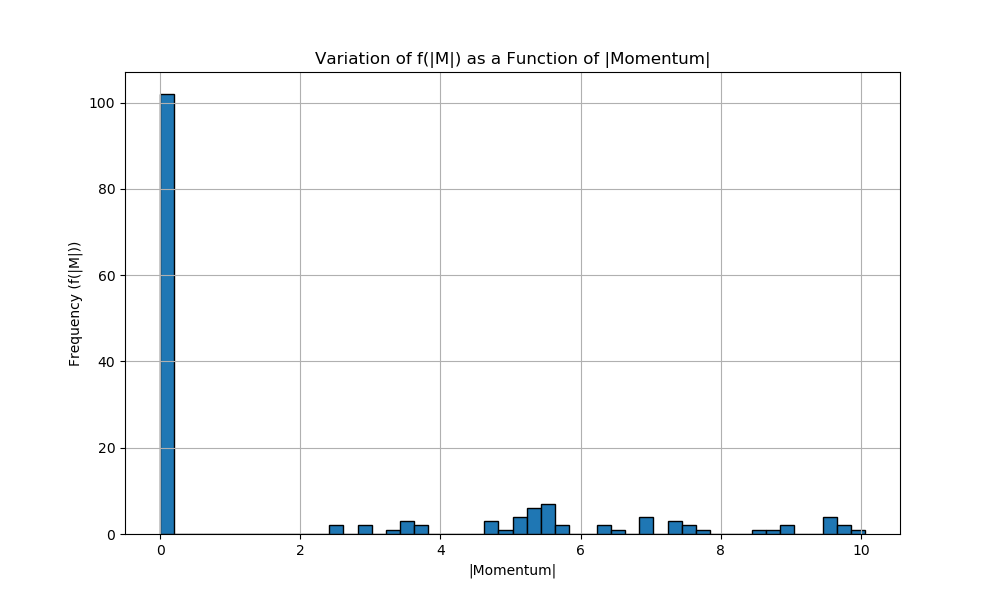 Variation of f(|M|) as a Function of |Momentum|
100
80
60
40
20
0
Frequency (f(|M|))
0 2 4 6 8 10
|Momentum|